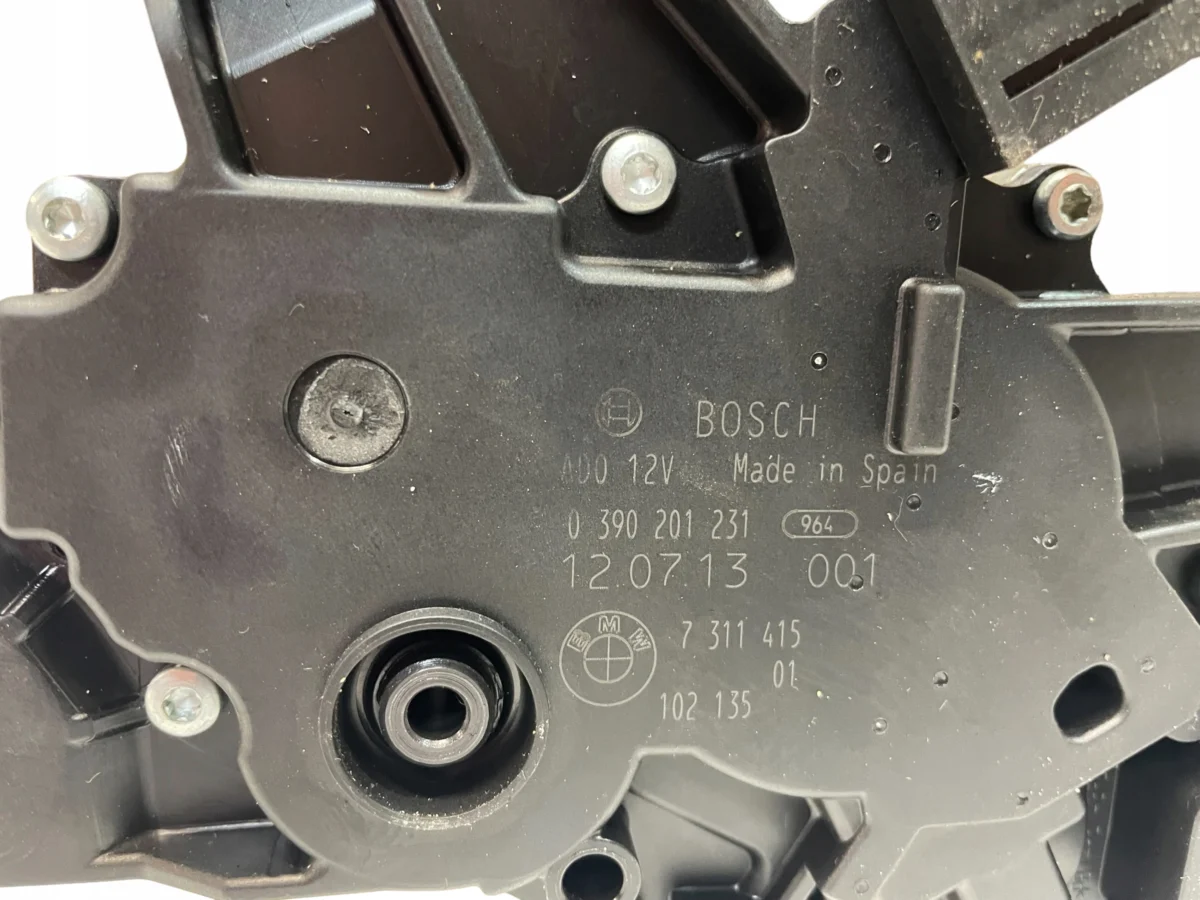 BOSCH
12V Made in Spain
0 390 201 231 964
12.07.13 001
BMW 7 311 415
01
102 135